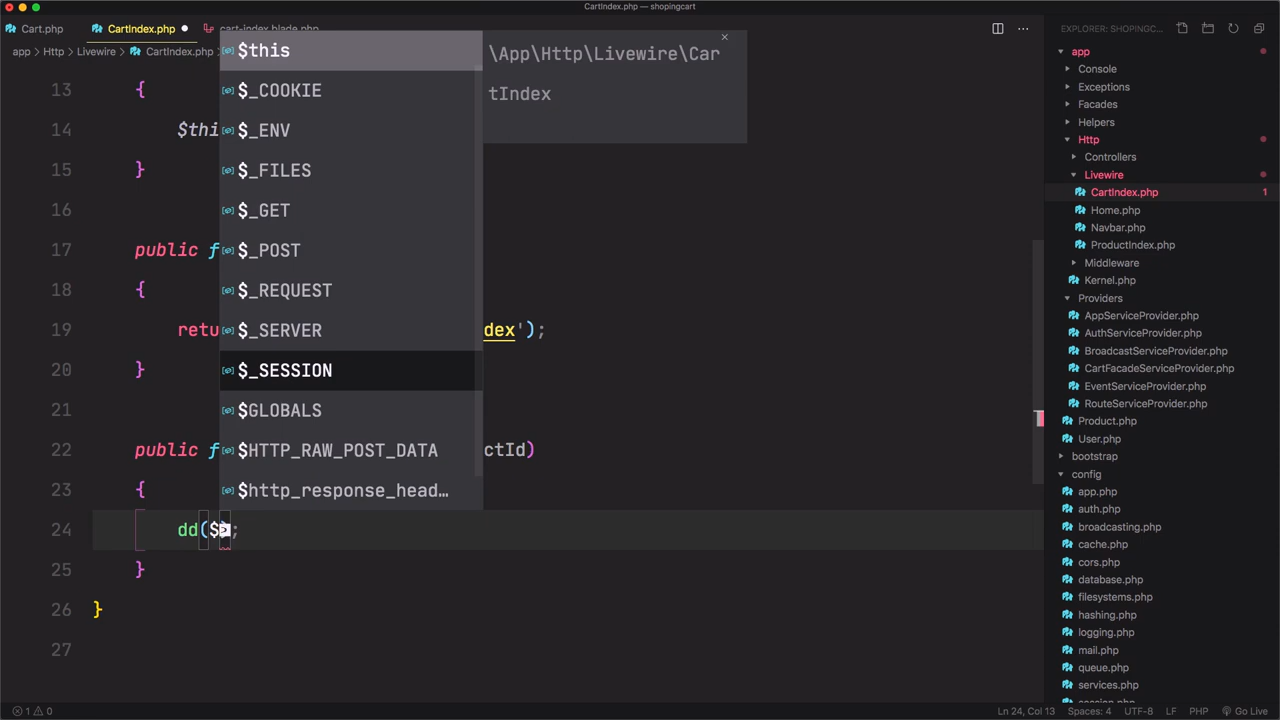 CartIndex.php — shopingcart
Cart.php
CartIndex.php
cart-index.blade.php
EXPLORER: SHOPINGC...
app > Http > Livewire > CartIndex.php
$this
\App\Http\Livewire\Car
tIndex
$_COOKIE
$_ENV
$_FILES
$_GET
$_POST
$_REQUEST
$_SERVER
$_SESSION
$GLOBALS
$HTTP_RAW_POST_DATA
$http_response_head…
13 {
14 $thi
15 }
16
17 public f
18 {
19 retu ndex');
20 }
21
22 public f ctId)
23 {
24 dd($);
25 }
26 }
27
app
Console
Exceptions
Facades
Helpers
Http
Controllers
Livewire
CartIndex.php 1
Home.php
Navbar.php
ProductIndex.php
Middleware
Kernel.php
Providers
AppServiceProvider.php
AuthServiceProvider.php
BroadcastServiceProvider.php
CartFacadeServiceProvider.php
EventServiceProvider.php
RouteServiceProvider.php
Product.php
User.php
bootstrap
config
app.php
auth.php
broadcasting.php
cache.php
cors.php
database.php
filesystems.php
hashing.php
logging.php
mail.php
queue.php
services.php
1 0
Ln 24, Col 13 Spaces: 4 UTF-8 LF PHP Go Live